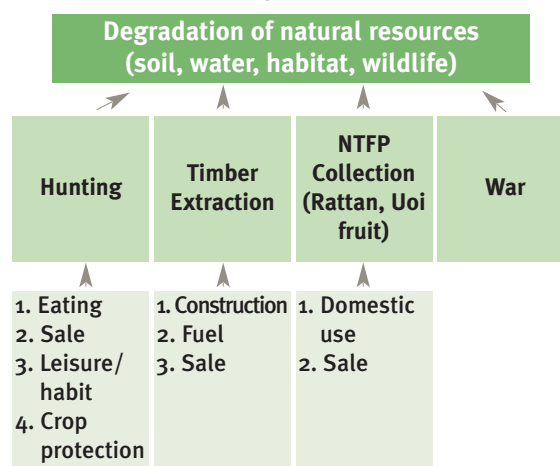 Degradation of natural resources
(soil, water, habitat, wildlife)
Hunting
Timber
Extraction
NTFP
Collection
(Rattan, Uoi
fruit)
War
1. Eating
2. Sale
3. Leisure/
habit
4. Crop
protection
1. Construction
2. Fuel
3. Sale
1. Domestic
use
2. Sale